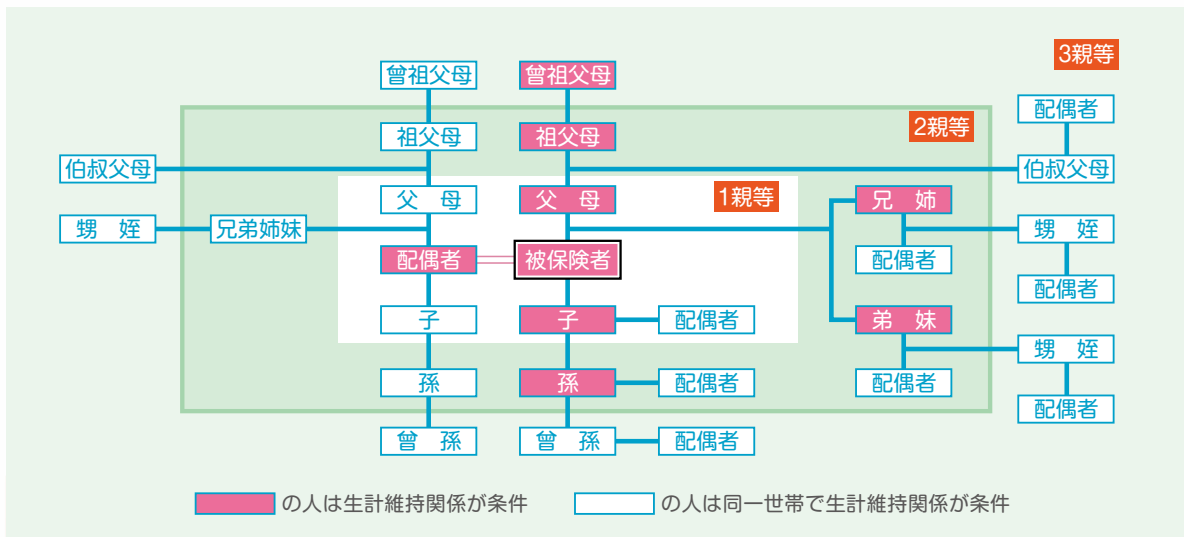 3親等
曾祖父母 曾祖父母
配偶者
2親等
祖父母 祖父母
伯叔父母 伯叔父母
1親等
父 母 父 母 兄 姉
甥 姪 兄弟姉妹 甥 姪
配偶者 被保険者 配偶者
配偶者
子 子 配偶者 弟 妹
甥 姪
孫 孫 配偶者 配偶者
配偶者
曾 孫 曾 孫 配偶者
の人は生計維持関係が条件 の人は同一世帯で生計維持関係が条件